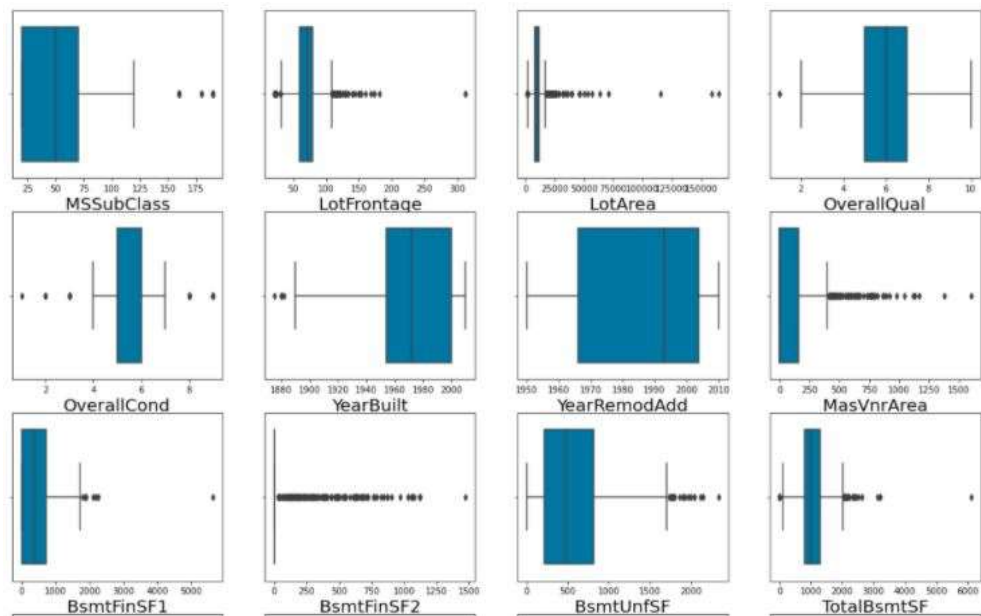 25 50 75 100 125 150 175
50 100 150 200 250 300
0 25000 50000 75000 100000 125000 150000
2 4 6 8 10
MSSubClass LotFrontage LotArea OverallQual
2 4 6 8
1880 1900 1920 1940 1960 1980 2000
1950 1960 1970 1980 1990 2000 2010
0 250 500 750 1000 1250 1500
OverallCond YearBuilt YearRemodAdd MasVnrArea
0 1000 2000 3000 4000 5000
0 250 500 750 1000 1250 1500
0 500 1000 1500 2000
0 1000 2000 3000 4000 5000 6000
BsmtFinSF1 BsmtFinSF2 BsmtUnfSF TotalBsmtSF